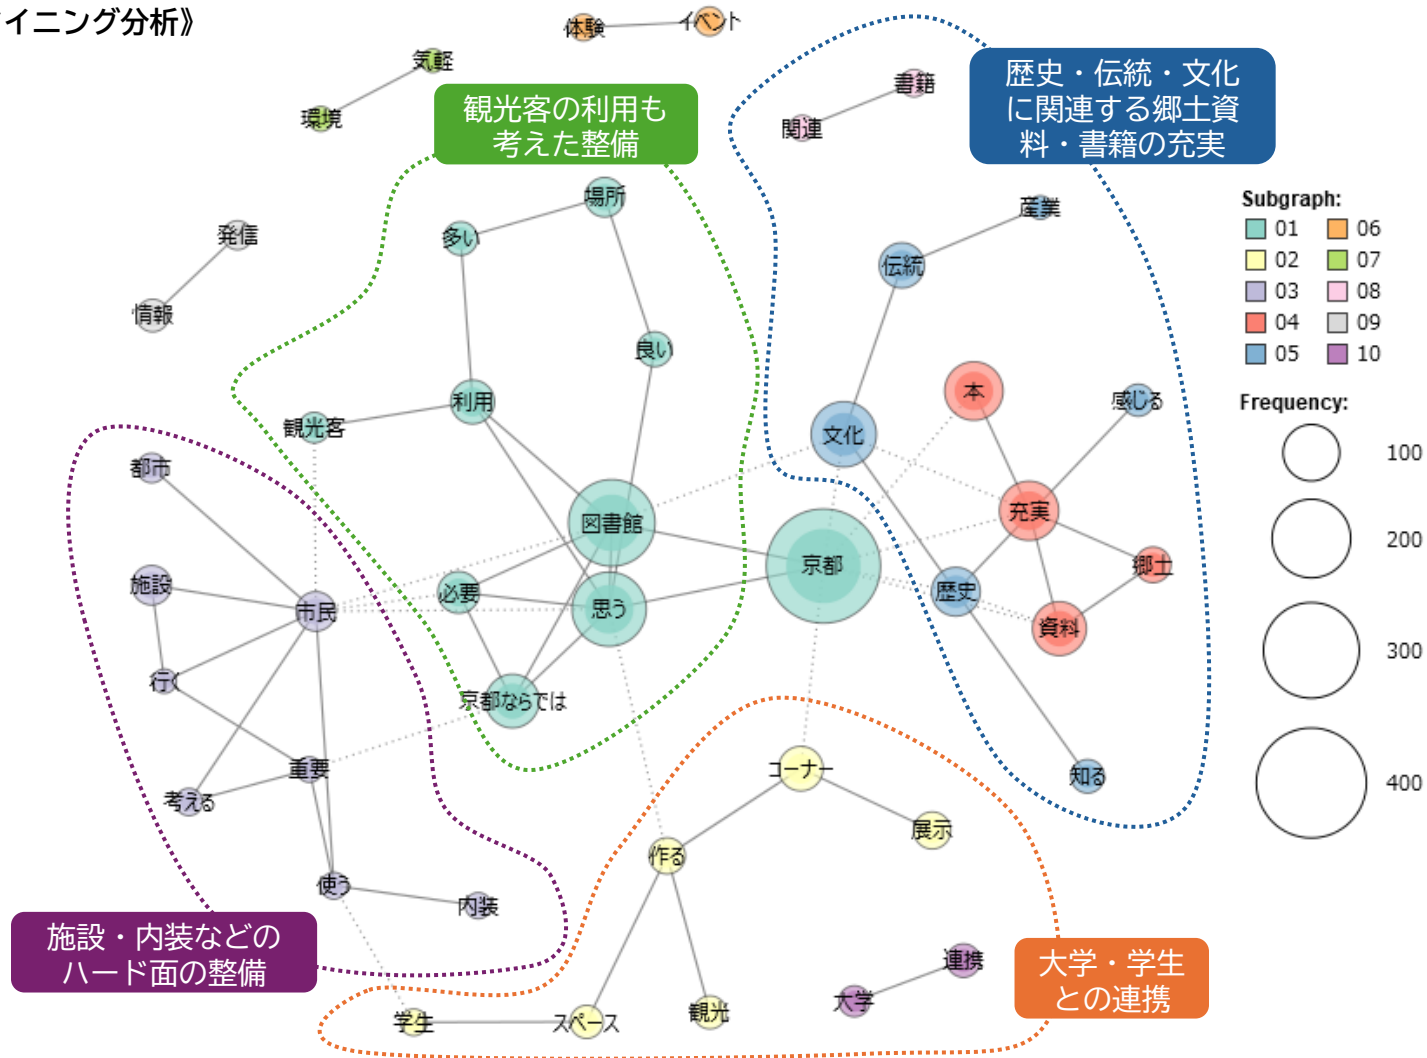 イニング分析》
体験
イベント
気軽
環境
観光客の利用も
考えた整備
書籍
関連
歴史・伝統・文化
に関連する郷土資
料・書籍の充実
場所
多い
発信
情報
産業
伝統
良い
利用
観光客
本
感じる
文化
都市
図書館
充実
京都
郷土
施設
市民
必要
思う
歴史
資料
行く
京都ならでは
重要
考える
コーナー
知る
展示
作る
使う
内装
施設・内装などの
ハード面の整備
連携
大学
大学・学生
との連携
学生
スペース
観光
Subgraph:
01 06
02 07
03 08
04 09
05 10
Frequency:
100
200
300
400